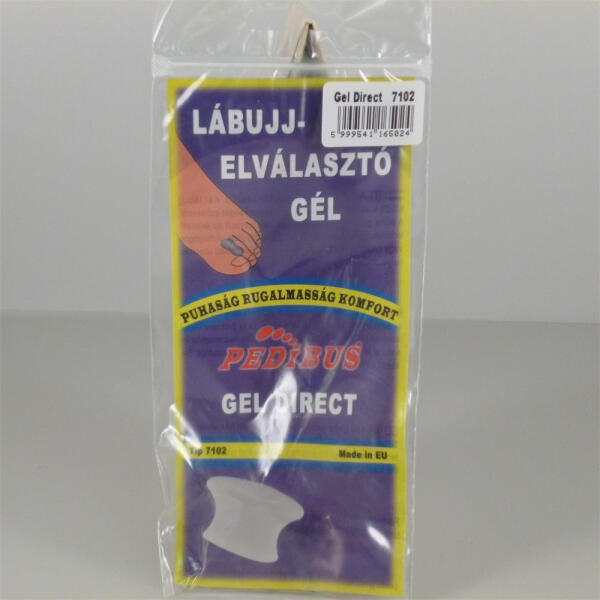 Gel Direct 7102
5 999541 165024
LÁBUJJ-
ELVÁLASZTÓ
GÉL
PUHASÁG RUGALMASSÁG KOMFORT
PEDIBUS
GEL DIRECT
Tip 7102 Made in EU